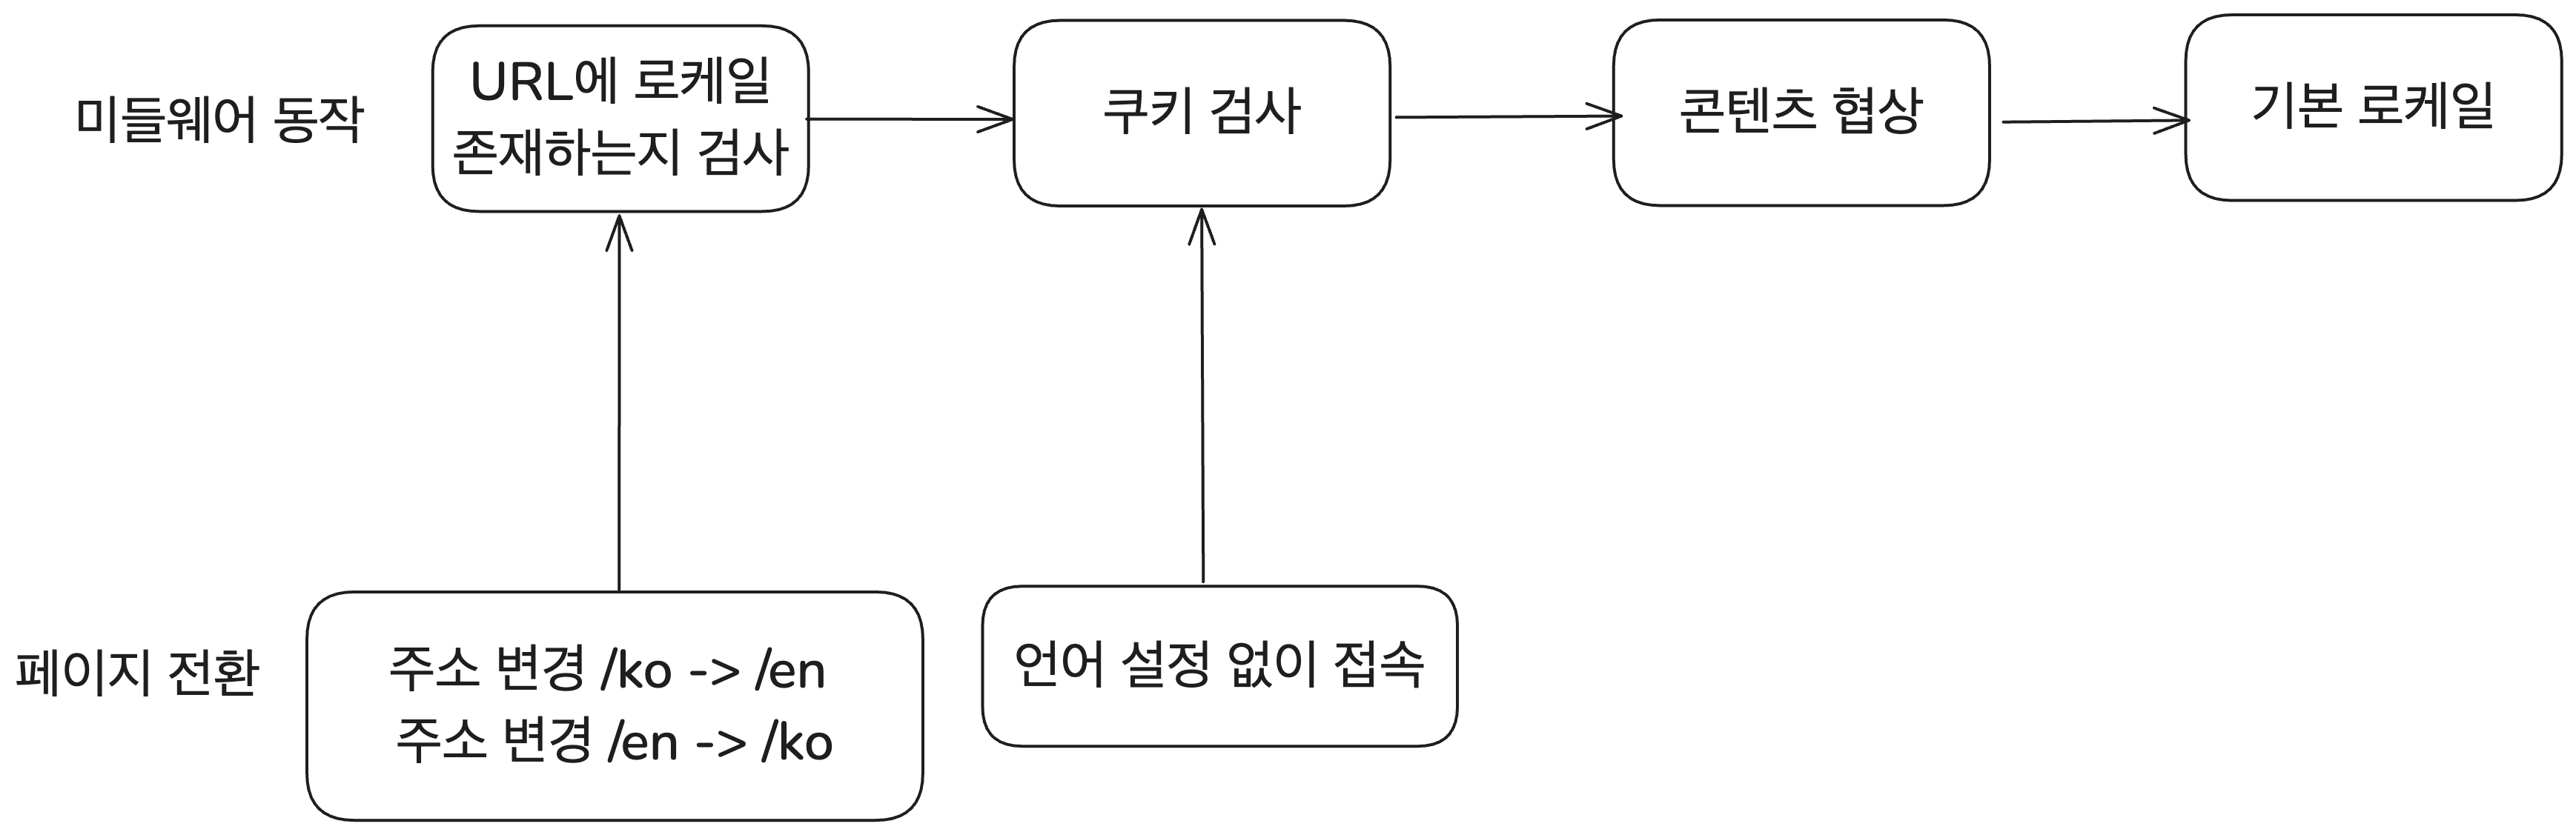 미들웨어 동작
URL에 로케일
존재하는지 검사
쿠키 검사
콘텐츠 협상
기본 로케일
페이지 전환
주소 변경 /ko -> /en
주소 변경 /en -> /ko
언어 설정 없이 접속